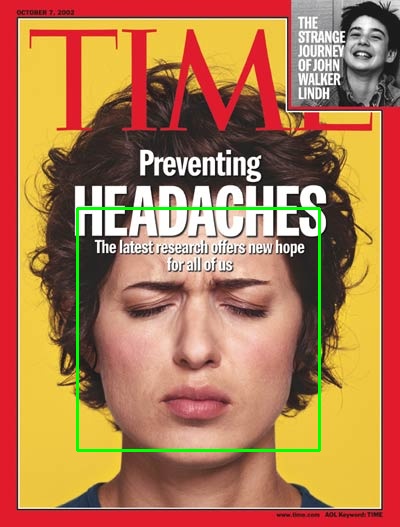 OCTOBER 7, 2002
THE
STRANGE
JOURNEY
OF JOHN
WALKER
LINDH
TIME
Preventing
HEADACHES
The latest research offers new hope
for all of us
www.time.com AOL Keyword: TIME